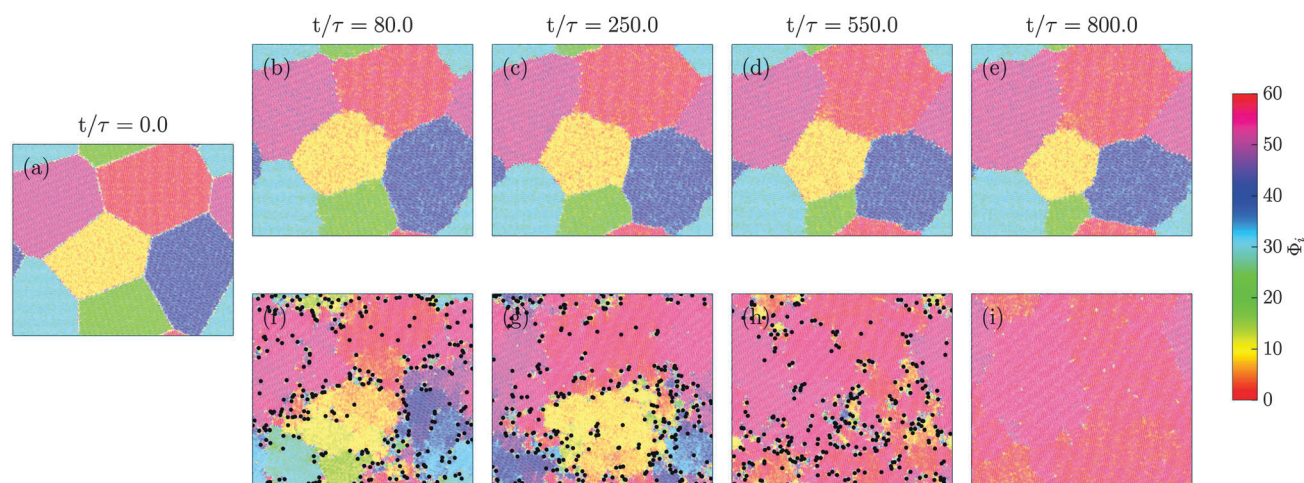 t/τ = 80.0
t/τ = 250.0
t/τ = 550.0
t/τ = 800.0
(b)
(c)
(d)
(e)
t/τ = 0.0
(a)
60
50
40
30
20
10
0
Φi
(f)
(g)
(h)
(i)